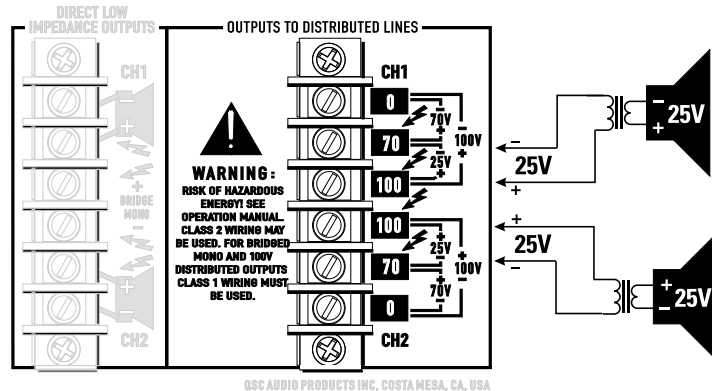 DIRECT LOW
IMPEDANCE OUTPUTS
OUTPUTS TO DISTRIBUTED LINES
CH1
CH1
0
70V
70
100V
25V
100
100
25V
70
100V
70V
0
CH2
CH2
BRIDGE
MONO
WARNING:
RISK OF HAZARDOUS
ENERGY! SEE
OPERATION MANUAL.
CLASS 2 WIRING MAY
BE USED. FOR BRIDGED
MONO AND 100V
DISTRIBUTED OUTPUTS
CLASS 1 WIRING MUST
BE USED.
- 
25V
+
-
25V
+
+
25V
-
+
25V
-
QSC AUDIO PRODUCTS INC, COSTA MESA, CA, USA